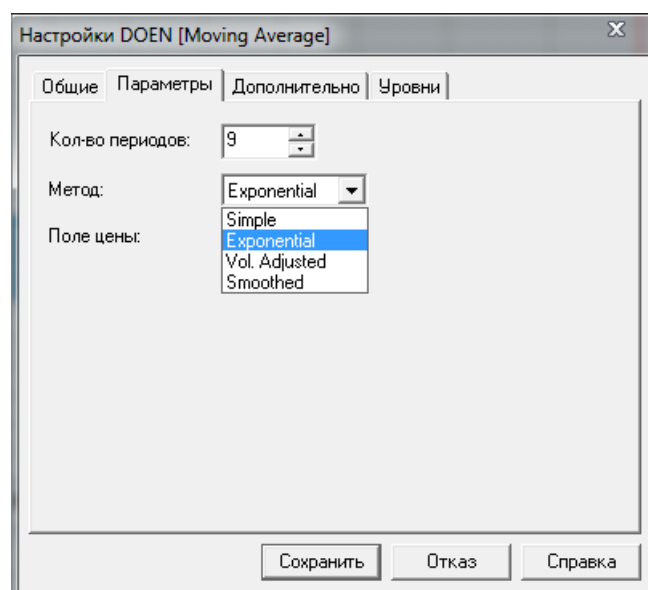 Настройки DOEN [Moving Average]
Общие Параметры Дополнительно Уровни
Кол-во периодов: 9
Метод: Exponential
Simple
Поле цены: Exponential
Vol. Adjusted
Smoothed
Сохранить Отказ Справка